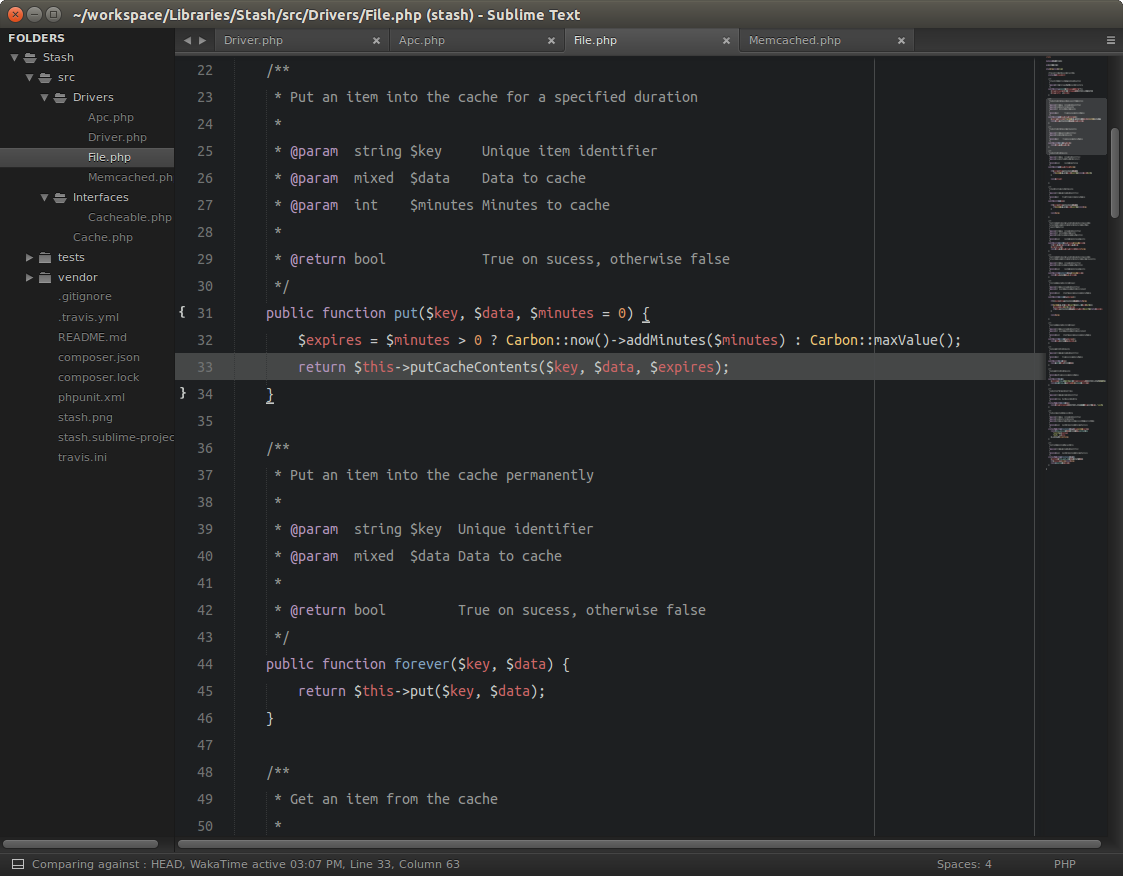 ~/workspace/Libraries/Stash/src/Drivers/File.php (stash) - Sublime Text
FOLDERS
Stash
src
Drivers
Apc.php
Driver.php
File.php
Memcached.ph
Interfaces
Cacheable.php
Cache.php
tests
vendor
.gitignore
.travis.yml
README.md
composer.json
composer.lock
phpunit.xml
stash.png
stash.sublime-projec
travis.ini
Driver.php × Apc.php × File.php × Memcached.php ×
22 /**
23 * Put an item into the cache for a specified duration
24 *
25 * @param string $key Unique item identifier
26 * @param mixed $data Data to cache
27 * @param int $minutes Minutes to cache
28 *
29 * @return bool True on sucess, otherwise false
30 */
{ 31 public function put($key, $data, $minutes = 0) {
32 $expires = $minutes > 0 ? Carbon::now()->addMinutes($minutes) : Carbon::maxValue();
33 return $this->putCacheContents($key, $data, $expires);
} 34 }
35
36 /**
37 * Put an item into the cache permanently
38 *
39 * @param string $key Unique identifier
40 * @param mixed $data Data to cache
41 *
42 * @return bool True on sucess, otherwise false
43 */
44 public function forever($key, $data) {
45 return $this->put($key, $data);
46 }
47
48 /**
49 * Get an item from the cache
50 *
Comparing against : HEAD, WakaTime active 03:07 PM, Line 33, Column 63
Spaces: 4 PHP